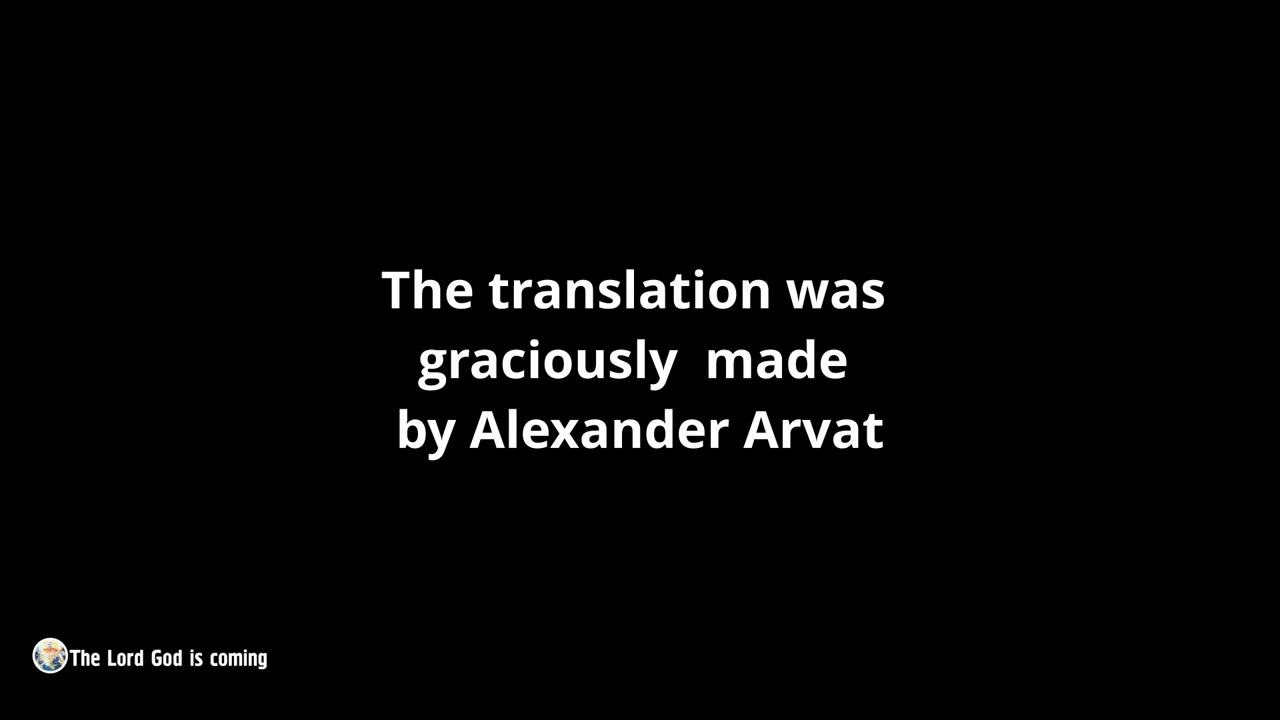 The translation was
graciously  made
by Alexander Arvat
The Lord God is coming